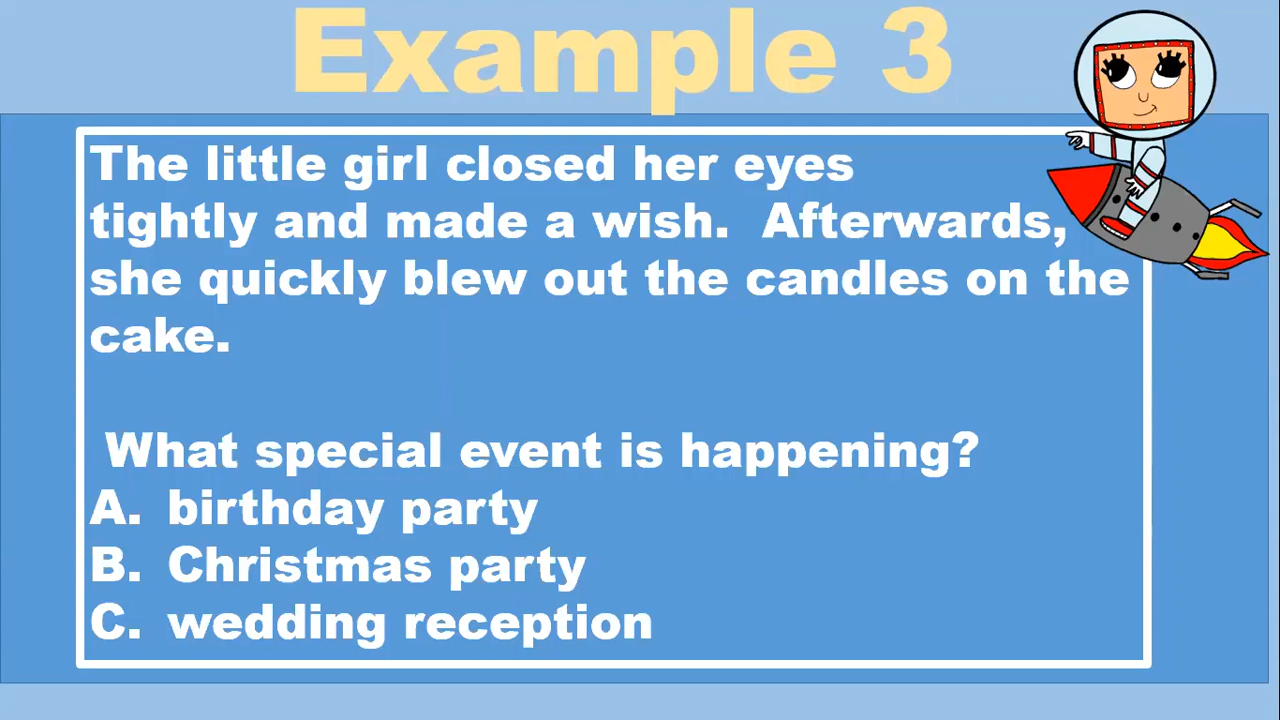 Example 3
The little girl closed her eyes
tightly and made a wish.  Afterwards,
she quickly blew out the candles on the
cake.
What special event is happening?
A. birthday party
B. Christmas party
C. wedding reception